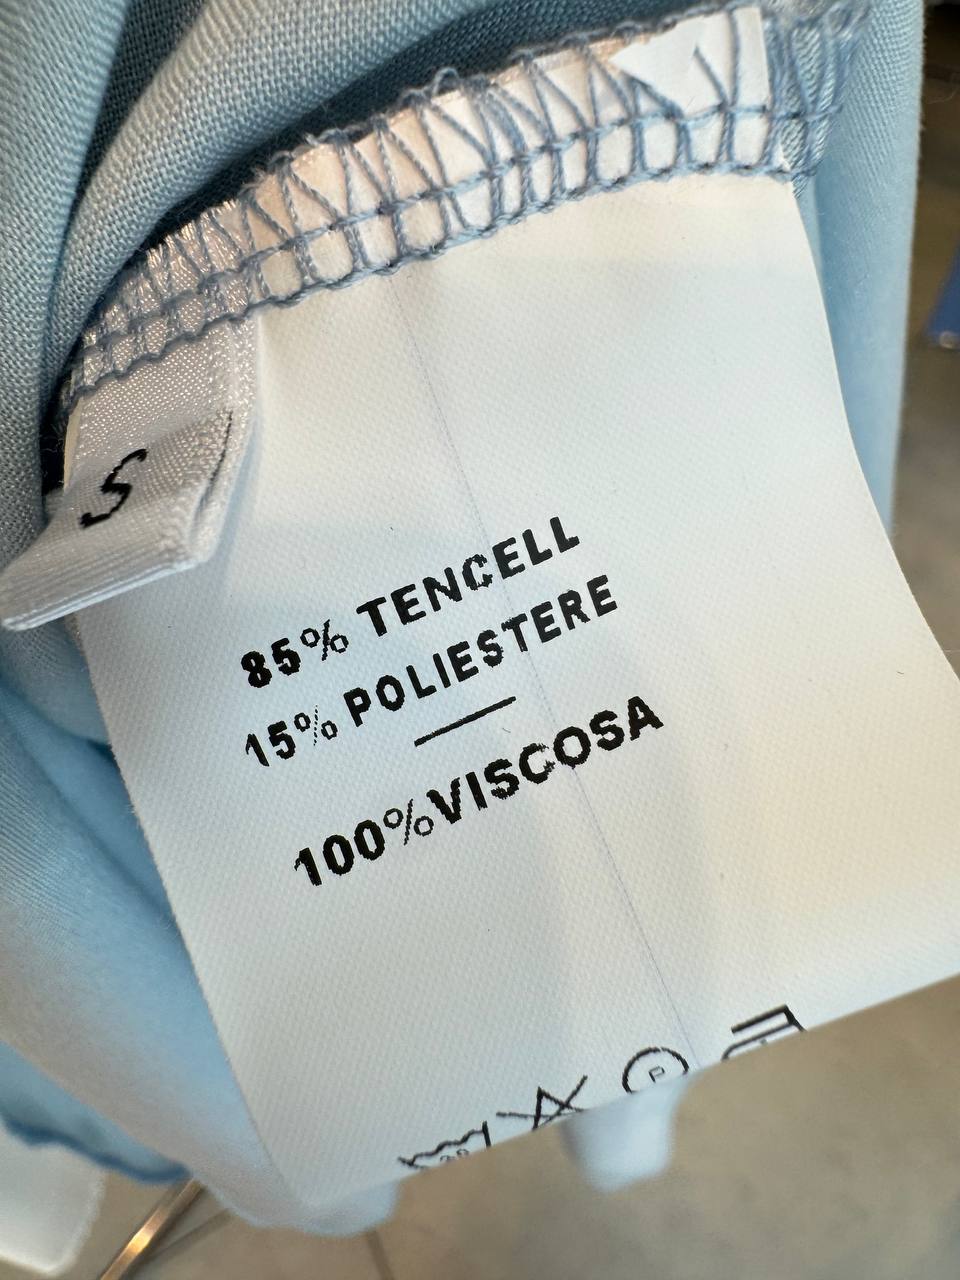 S
85% TENCELL
15% POLIESTERE
100%VISCOSA
P